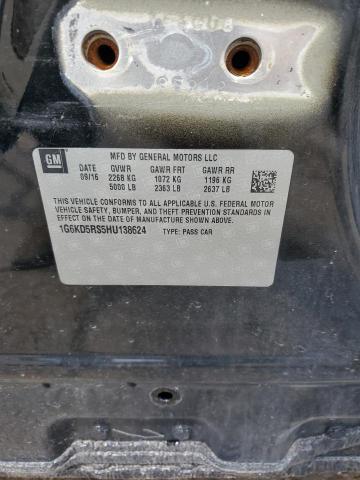 GM
MFD BY GENERAL MOTORS LLC
DATE GVWR GAWR FRT GAWR RR
09/16 2268 KG 1072 KG 1196 KG
5000 LB 2363 LB 2637 LB
THIS CAR CONFORMS TO ALL APPLICABLE U.S. FEDERAL MOTOR
VEHICLE SAFETY, BUMPER, AND THEFT PREVENTION STANDARDS
IN EFFECT ON THE DATE OF MANUFACTURE SHOWN ABOVE.
1G6KD5RS5HU138624 TYPE: PASS CAR